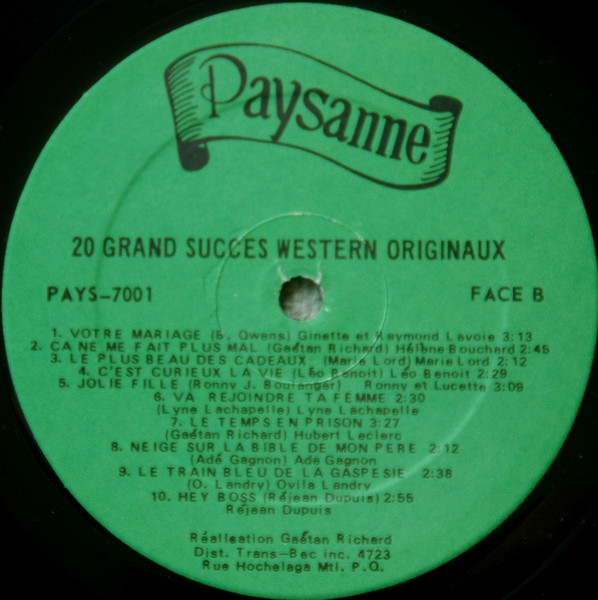 Paysanne
20 GRAND SUCCES WESTERN ORIGINAUX
PAYS-7001 FACE B
1. VOTRE MARIAGE (B. Owens) Ginette et Raymond Lavoie 3:13
2. CA NE ME FAIT PLUS MAL (Gaétan Richard) Hélène Bouchard 2:45
3. LE PLUS BEAU DES CADEAUX (Marie Lord) Marie Lord 2:12
4. C'EST CURIEUX LA VIE (Léo Benoit) Léo Benoit 2:29
5. JOLIE FILLE (Ronny J. Boulanger) Ronny et Lucette 3:09
6. VA REJOINDRE TA FEMME 2:30
(Lyne Lachapelle) Lyne Lachapelle
7. LE TEMPS EN PRISON 3:27
(Gaétan Richard) Hubert Leclerc
8. NEIGE SUR LA BIBLE DE MON PERE 2:12
(Adé Gagnon) Ade Gagnon
9. LE TRAIN BLEU DE LA GASPESIE 2:38
(O. Landry) Ovila Landry
10. HEY BOSS (Réjean Dupuis) 2:55
Réjean Dupuis
Réalisation Gaétan Richard
Dist. Trans-Bec inc. 4723
Rue Hochelaga Mtl. P.Q.